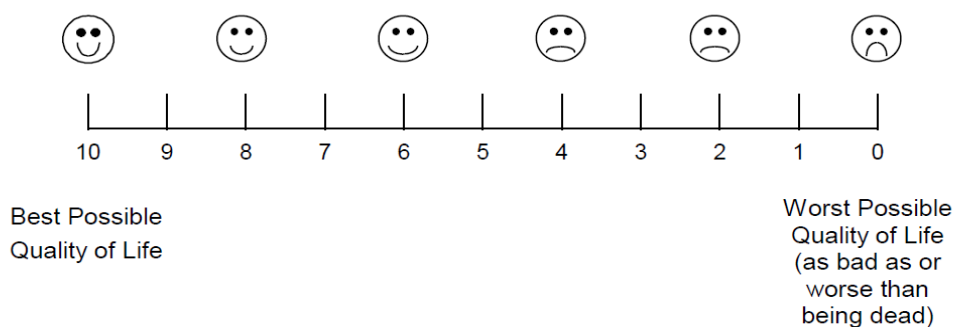 10 9 8 7 6 5 4 3 2 1 0
Best Possible
Quality of Life
Worst Possible
Quality of Life
(as bad as or
worse than
being dead)